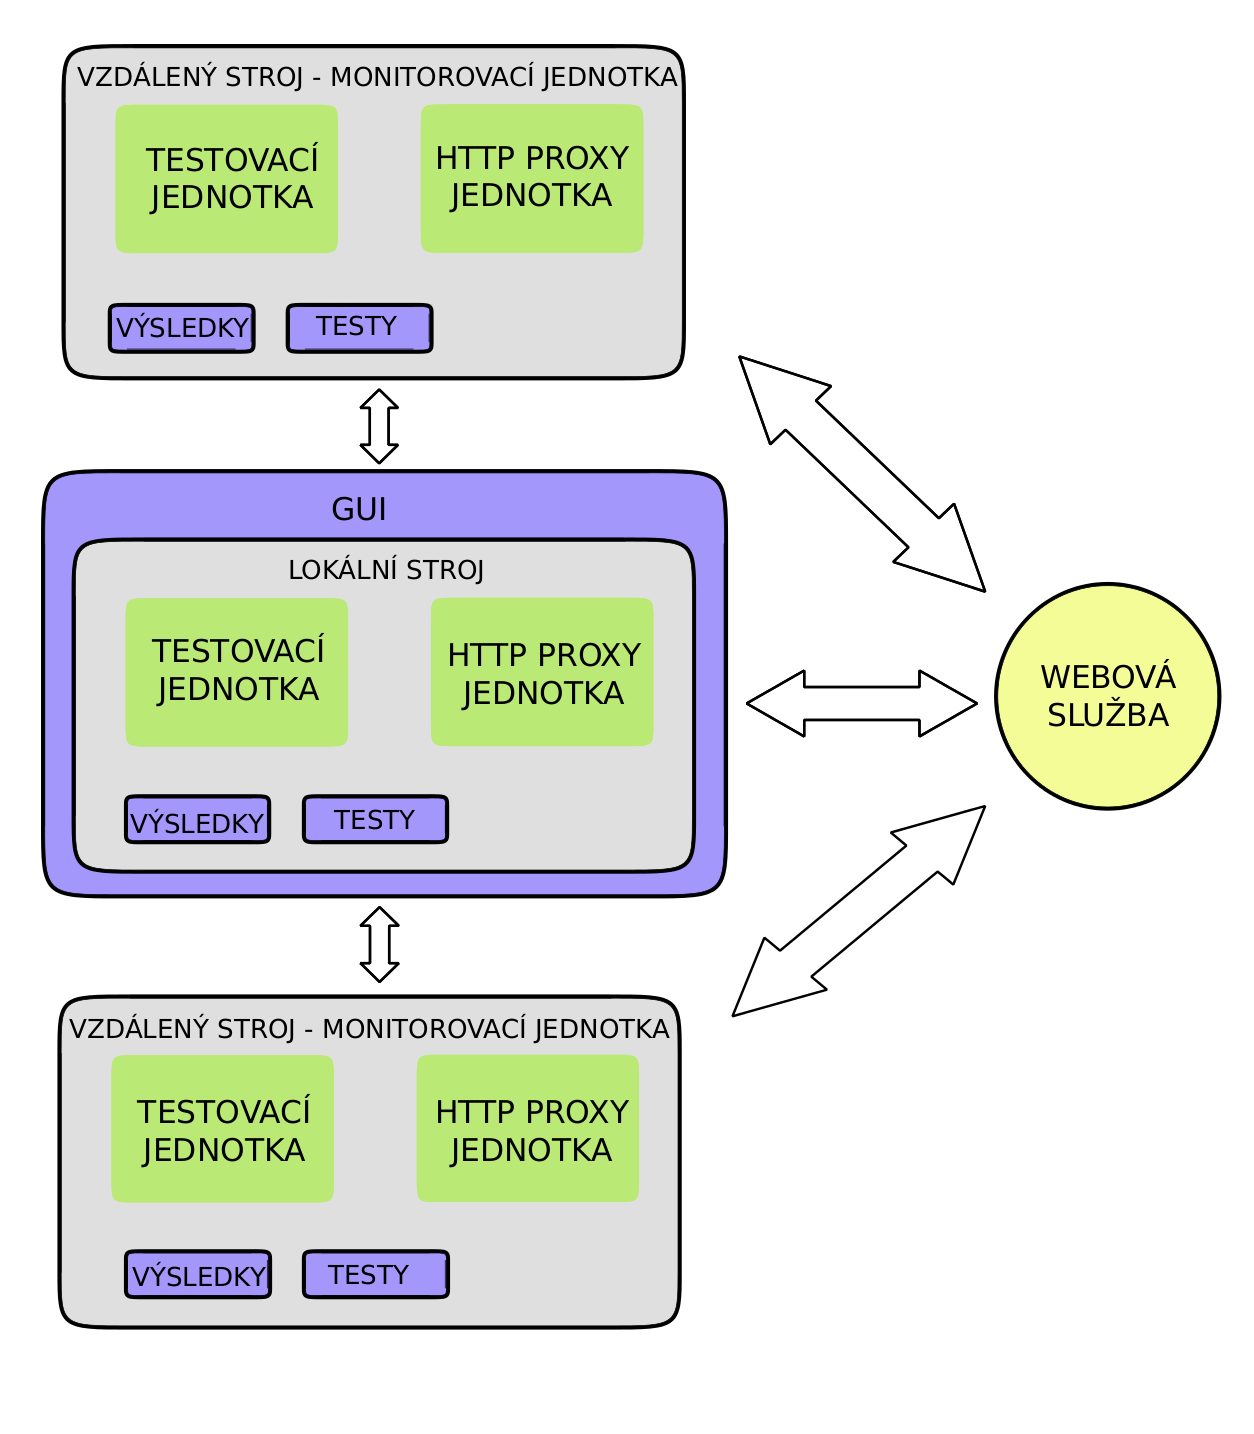 VZDÁLENÝ STROJ - MONITOROVACÍ JEDNOTKA
TESTOVACÍ
JEDNOTKA
HTTP PROXY
JEDNOTKA
VÝSLEDKY
TESTY
GUI
LOKÁLNÍ STROJ
TESTOVACÍ
JEDNOTKA
HTTP PROXY
JEDNOTKA
VÝSLEDKY
TESTY
WEBOVÁ
SLUŽBA
VZDÁLENÝ STROJ - MONITOROVACÍ JEDNOTKA
TESTOVACÍ
JEDNOTKA
HTTP PROXY
JEDNOTKA
VÝSLEDKY
TESTY